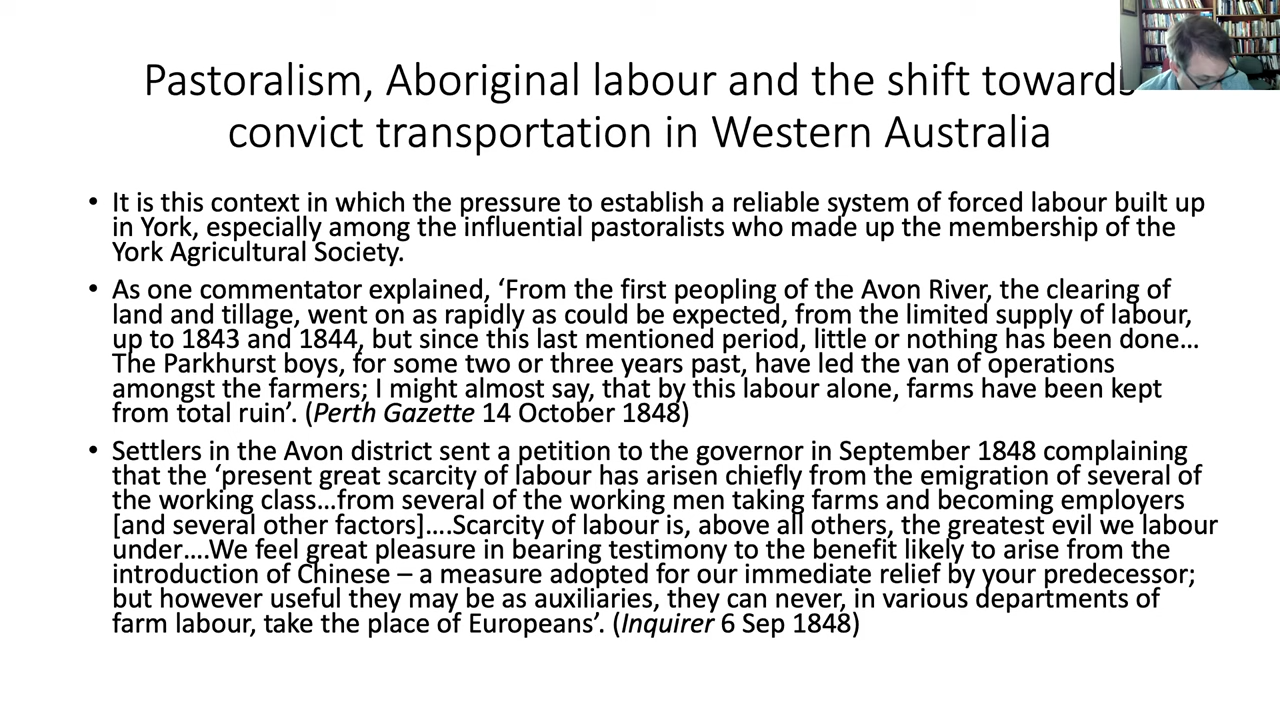 Pastoralism, Aboriginal labour and the shift towards
convict transportation in Western Australia
• It is this context in which the pressure to establish a reliable system of forced labour built up
in York, especially among the influential pastoralists who made up the membership of the
York Agricultural Society.
• As one commentator explained, ‘From the first peopling of the Avon River, the clearing of
land and tillage, went on as rapidly as could be expected, from the limited supply of labour,
up to 1843 and 1844, but since this last mentioned period, little or nothing has been done…
The Parkhurst boys, for some two or three years past, have led the van of operations
amongst the farmers; I might almost say, that by this labour alone, farms have been kept
from total ruin’. (Perth Gazette 14 October 1848)
• Settlers in the Avon district sent a petition to the governor in September 1848 complaining
that the ‘present great scarcity of labour has arisen chiefly from the emigration of several of
the working class…from several of the working men taking farms and becoming employers
[and several other factors]….Scarcity of labour is, above all others, the greatest evil we labour
under….We feel great pleasure in bearing testimony to the benefit likely to arise from the
introduction of Chinese – a measure adopted for our immediate relief by your predecessor;
but however useful they may be as auxiliaries, they can never, in various departments of
farm labour, take the place of Europeans’. (Inquirer 6 Sep 1848)